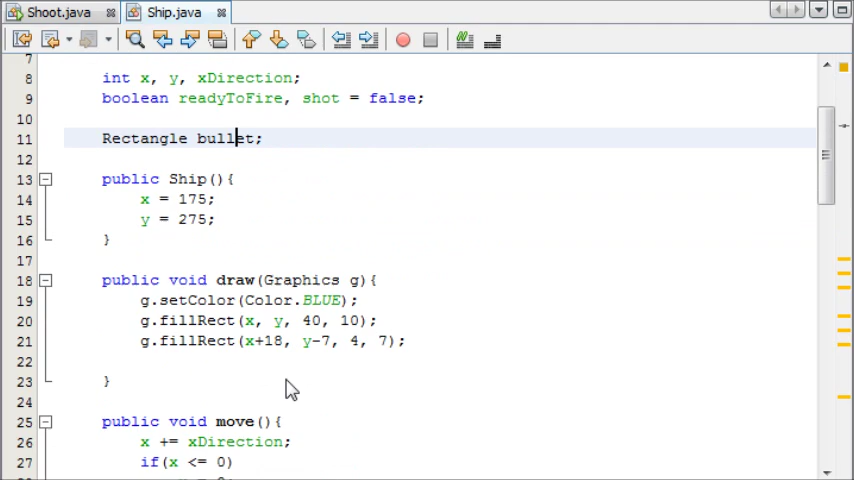 Shoot.java Ship.java
7
8 int x, y, xDirection;
9 boolean readyToFire, shot = false;
10
11 Rectangle bullet;
12
13 public Ship(){
14 x = 175;
15 y = 275;
16 }
17
18 public void draw(Graphics g){
19 g.setColor(Color.BLUE);
20 g.fillRect(x, y, 40, 10);
21 g.fillRect(x+18, y-7, 4, 7);
22
23 }
24
25 public void move(){
26 x += xDirection;
27 if(x <= 0)